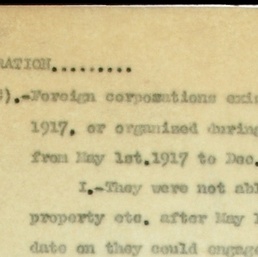 RATION.........
).-Foreign corporations exis
1917, or organized during
from May 1st.1917 to Dec.
I.-They were not abl
property etc. after May 1
date on they could engage